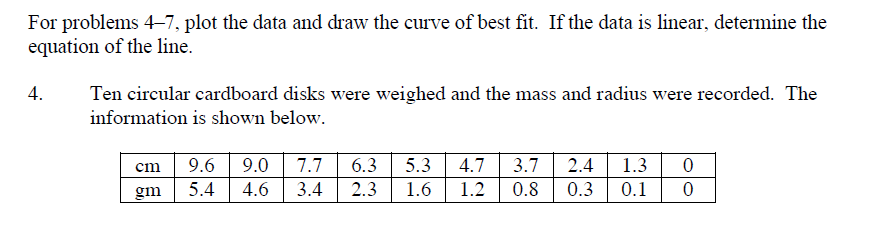 For problems 4–7, plot the data and draw the curve of best fit.  If the data is linear, determine the
equation of the line.
4. Ten circular cardboard disks were weighed and the mass and radius were recorded.  The
information is shown below.
cm 9.6 9.0 7.7 6.3 5.3 4.7 3.7 2.4 1.3 0
gm 5.4 4.6 3.4 2.3 1.6 1.2 0.8 0.3 0.1 0